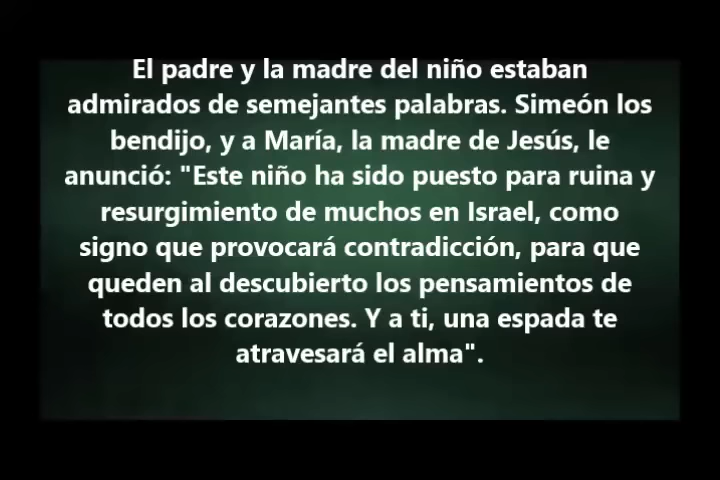 El padre y la madre del niño estaban
admirados de semejantes palabras. Simeón los
bendijo, y a María, la madre de Jesús, le
anunció: "Este niño ha sido puesto para ruina y
resurgimiento de muchos en Israel, como
signo que provocará contradicción, para que
queden al descubierto los pensamientos de
todos los corazones. Y a ti, una espada te
atravesará el alma".